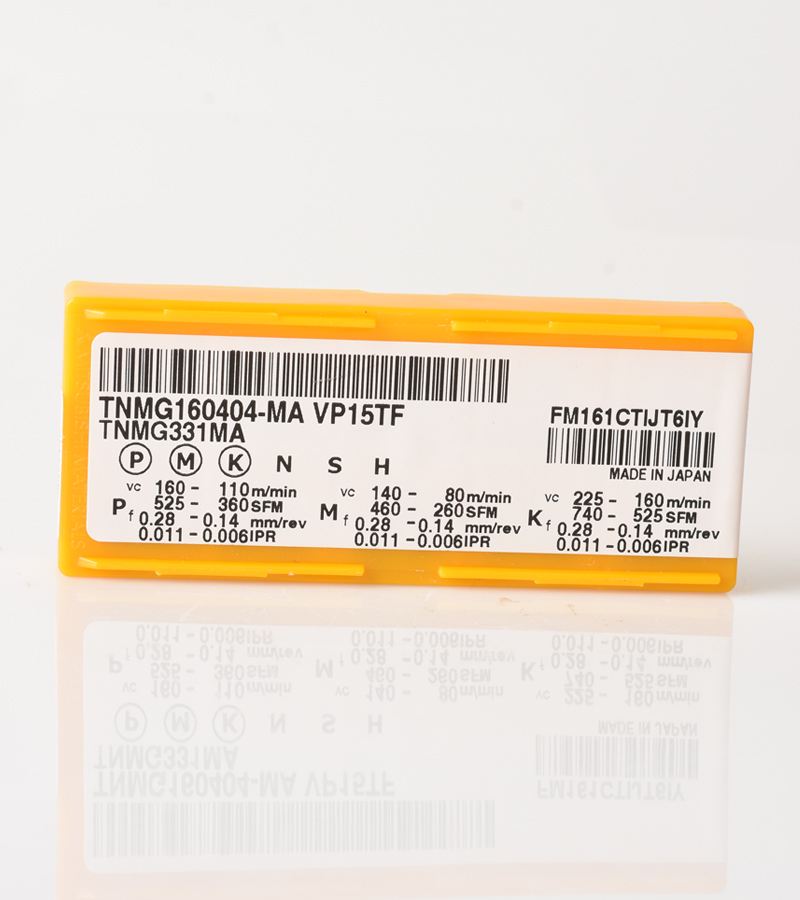 TNMG160404-MA VP15TF
TNMG331MA
FM161CTIJT6IY
MADE IN JAPAN
P M K N S H
P vc 160 - 110 m/min
525 - 360 SFM
f 0.28 - 0.14 mm/rev
0.011 - 0.006 IPR
M vc 140 - 80 m/min
460 - 260 SFM
f 0.28 - 0.14 mm/rev
0.011 - 0.006 IPR
K vc 225 - 160 m/min
740 - 525 SFM
f 0.28 - 0.14 mm/rev
0.011 - 0.006 IPR